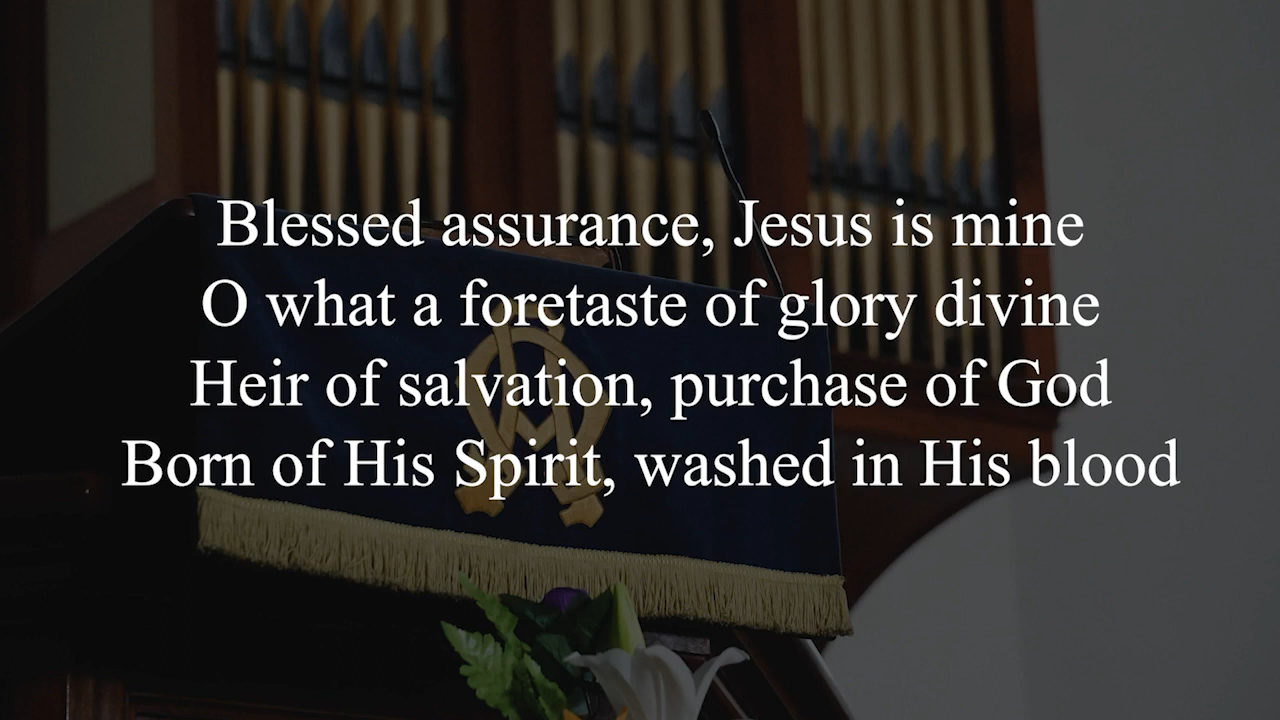 Blessed assurance, Jesus is mine
O what a foretaste of glory divine
Heir of salvation, purchase of God
Born of His Spirit, washed in His blood